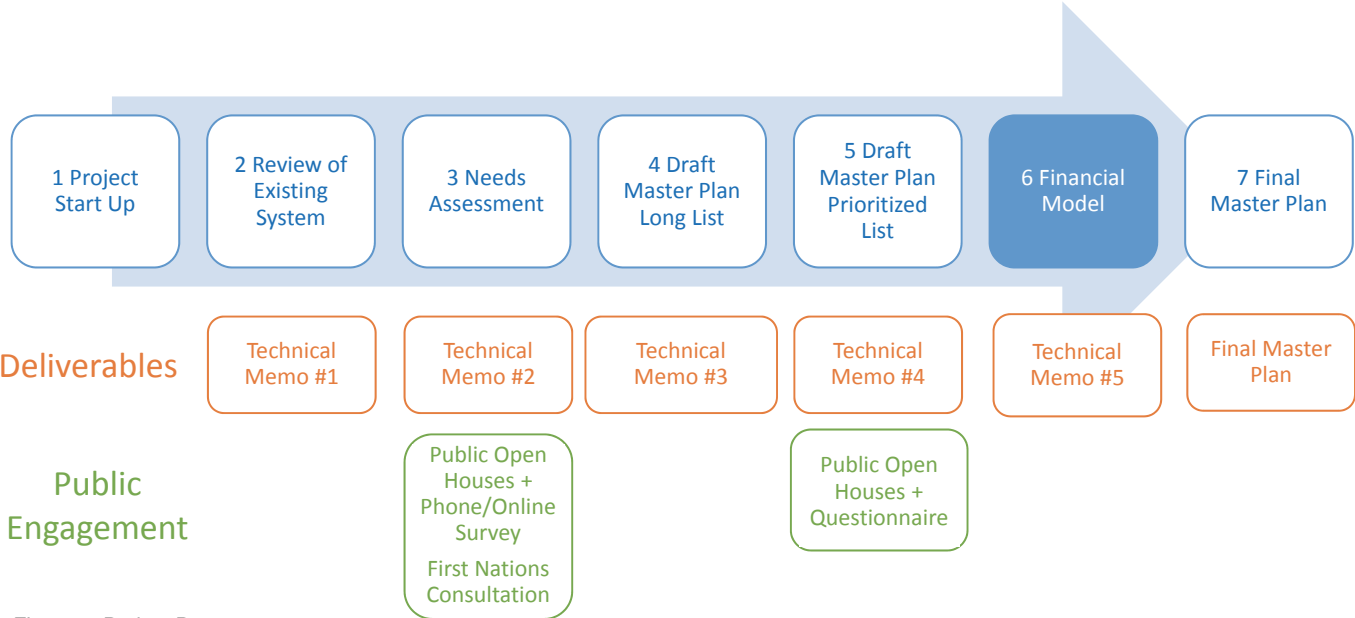 1 Project
Start Up
2 Review of
Existing
System
3 Needs
Assessment
4 Draft
Master Plan
Long List
5 Draft
Master Plan
Prioritized
List
6 Financial
Model
7 Final
Master Plan
Deliverables
Technical
Memo #1
Technical
Memo #2
Technical
Memo #3
Technical
Memo #4
Technical
Memo #5
Final Master
Plan
Public
Engagement
Public Open
Houses +
Phone/Online
Survey
First Nations
Consultation
Public Open
Houses +
Questionnaire